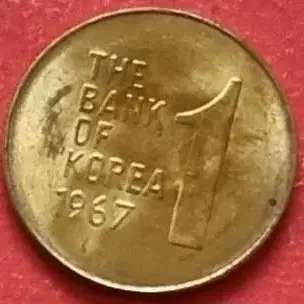 THE
BANK
OF
KOREA
1967
1